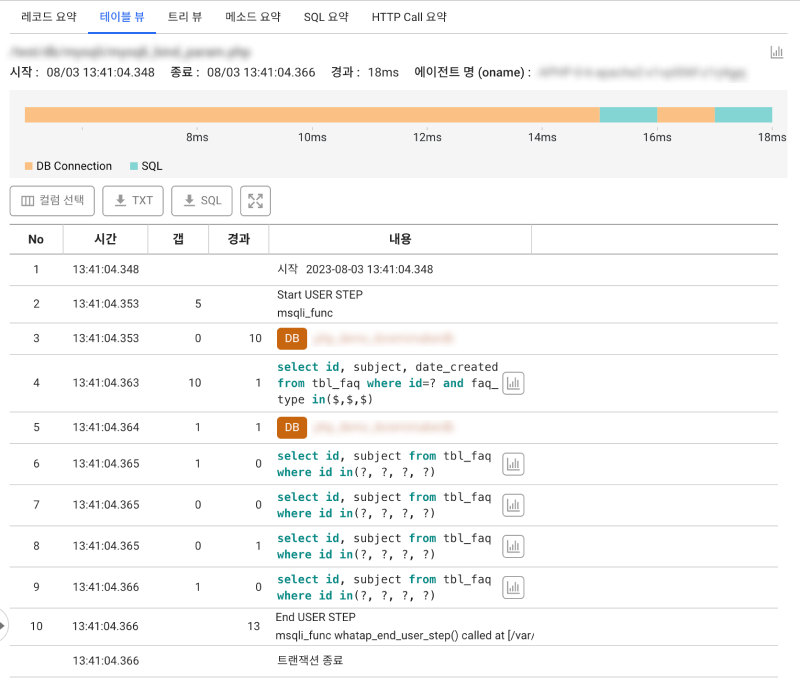 레코드 요약 테이블 뷰 트리 뷰 메소드 요약 SQL 요약 HTTP Call 요약
시작 : 08/03 13:41:04.348 종료 : 08/03 13:41:04.366 경과 : 18ms 에이전트 명 (oname) :
8ms 10ms 12ms 14ms 16ms 18ms
DB Connection SQL
컬럼 선택 TXT SQL
No 시간 갭 경과 내용
1 13:41:04.348 시작 2023-08-03 13:41:04.348
2 13:41:04.353 5 Start USER STEP
msqli_func
3 13:41:04.353 0 10 DB
4 13:41:04.363 10 1 select id, subject, date_created
from tbl_faq where id=? and faq_
type in($,$,$)
5 13:41:04.364 1 1 DB
6 13:41:04.365 1 0 select id, subject from tbl_faq
where id in(?, ?, ?, ?)
7 13:41:04.365 0 0 select id, subject from tbl_faq
where id in(?, ?, ?, ?)
8 13:41:04.365 0 1 select id, subject from tbl_faq
where id in(?, ?, ?, ?)
9 13:41:04.366 1 0 select id, subject from tbl_faq
where id in(?, ?, ?, ?)
10 13:41:04.366 13 End USER STEP
msqli_func whatap_end_user_step() called at [/var/
13:41:04.366 트랜잭션 종료